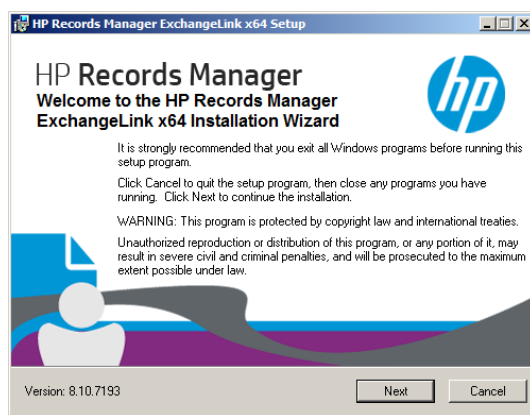 HP Records Manager ExchangeLink x64 Setup
HP Records Manager
hp
Welcome to the HP Records Manager
ExchangeLink x64 Installation Wizard
It is strongly recommended that you exit all Windows programs before running this
setup program.
Click Cancel to quit the setup program, then close any programs you have
running. Click Next to continue the installation.
WARNING: This program is protected by copyright law and international treaties.
Unauthorized reproduction or distribution of this program, or any portion of it, may
result in severe civil and criminal penalties, and will be prosecuted to the maximum
extent possible under law.
Version: 8.10.7193
Next
Cancel